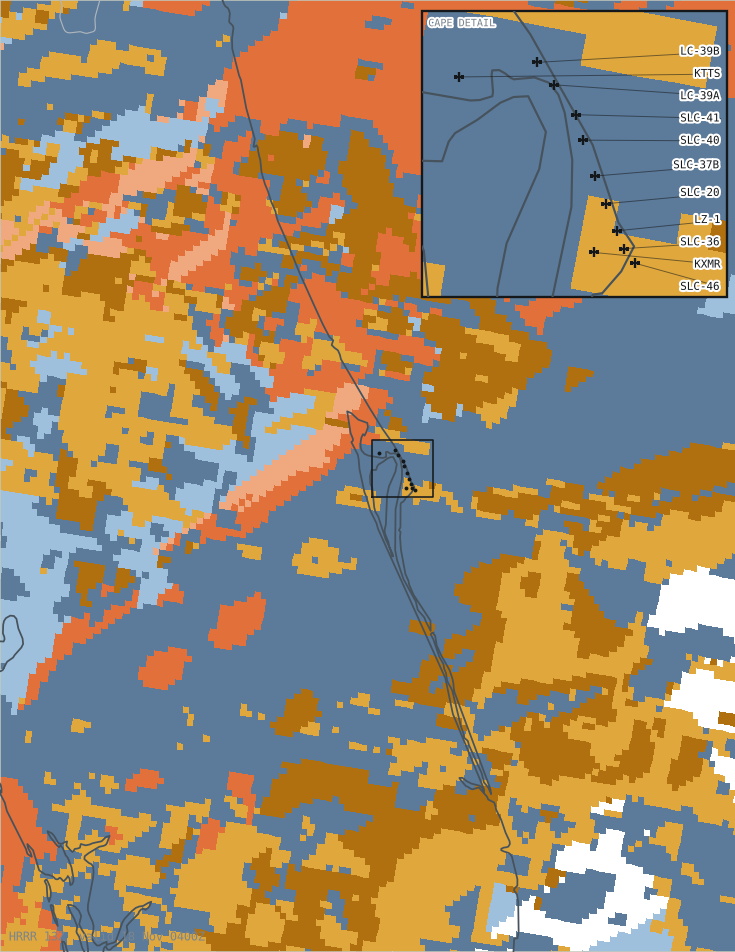 CAPE DETAIL
LC-39B
KTTS
LC-39A
SLC-41
SLC-40
SLC-37B
SLC-20
LZ-1
SLC-36
KXMR
SLC-46
HRRR